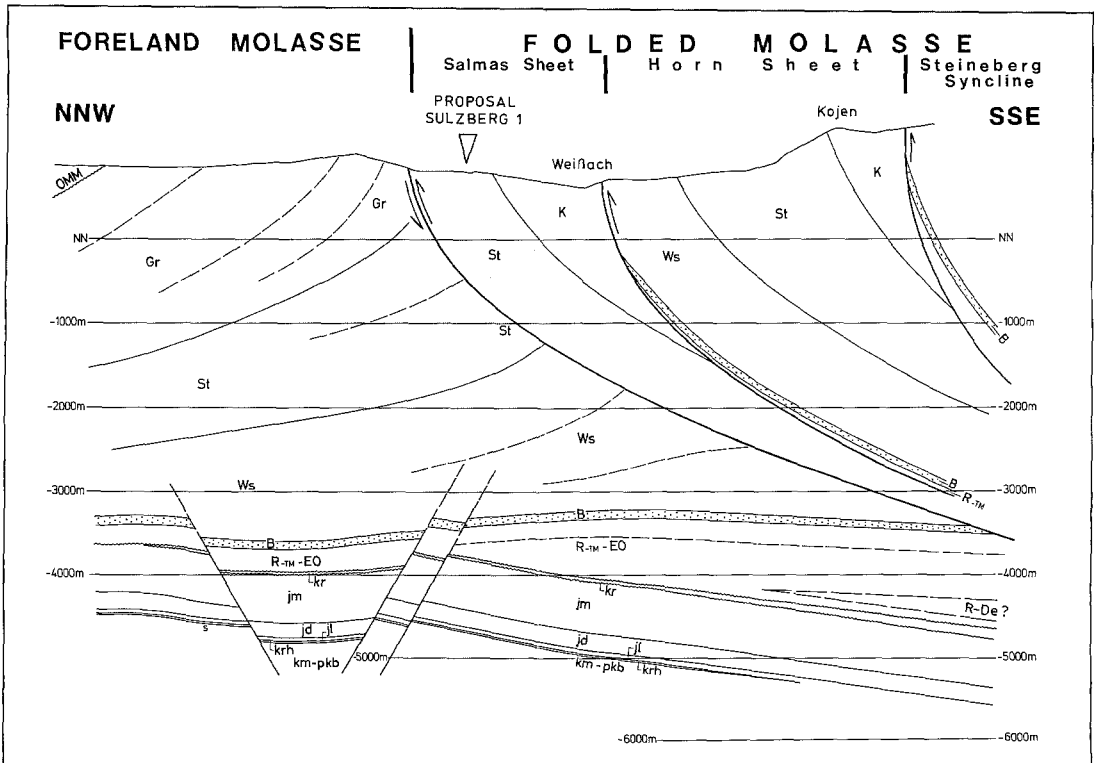 FORELAND MOLASSE
FOLDED MOLASSE
Salmas Sheet
Horn Sheet
Steineberg
Syncline
NNW
SSE
PROPOSAL
SULZBERG 1
Kojen
Weißach
OMM
Gr
K
K
St
NN
Gr
St
Ws
NN
-1000m
St
-1000m
B
St
-2000m
-2000m
Ws
Ws
B
R-TM
-3000m
-3000m
B
B
R-TM-EO
R-TM-EO
-4000m
kr
kr
-4000m
jm
jm
R-De?
s
jd
jl
jd
jl
krh
km-pkb
-5000m
km-pkb
krh
-5000m
-6000m
-6000m